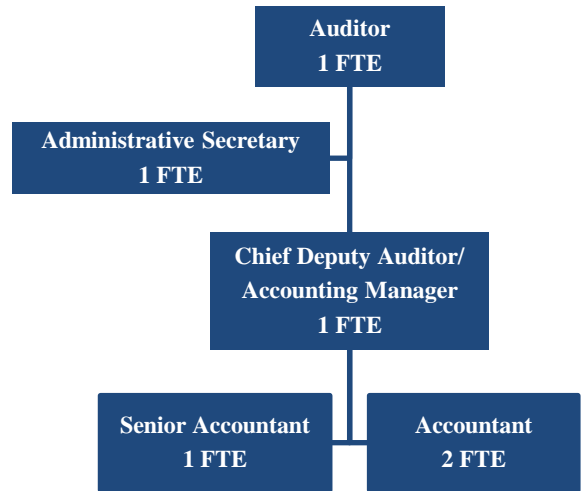 Auditor
1 FTE
Administrative Secretary
1 FTE
Chief Deputy Auditor/
Accounting Manager
1 FTE
Senior Accountant
1 FTE
Accountant
2 FTE